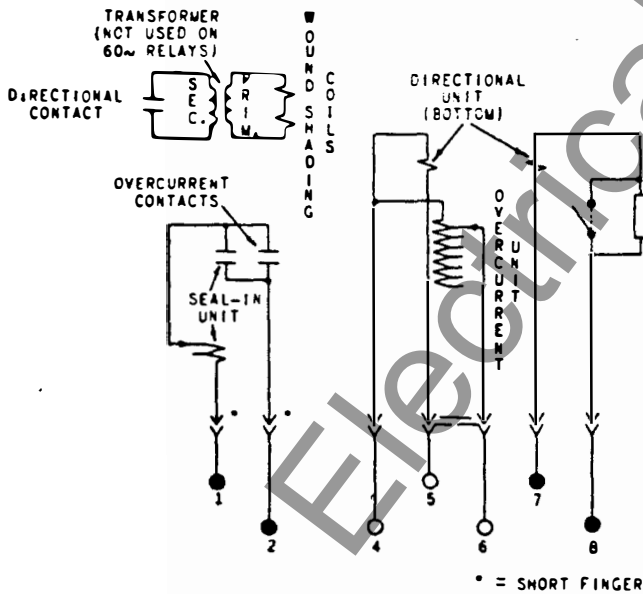 TRANSFORMER
(NOT USED ON
60~ RELAYS)
SEC.
PRIM.
WOUND SHADING
COILS
DIRECTIONAL
CONTACT
DIRECTIONAL
UNIT
(BOTTOM)
OVERCURRENT
CONTACTS
OVERCURRENT
UNIT
SEAL-IN
UNIT
*
*
1
2
4
5
6
7
8
* = SHORT FINGER
Electrica